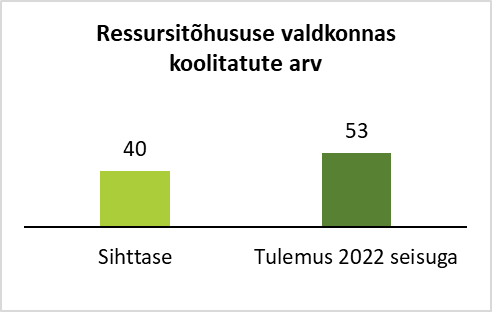 Ressursitõhususe valdkonnas
koolitatute arv
40
53
Sihttase
Tulemus 2022 seisuga